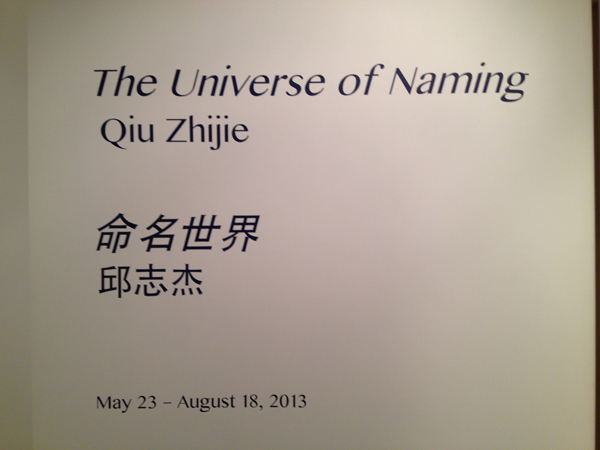 The Universe of Naming
Qiu Zhijie
命名世界
邱志杰
May 23 – August 18, 2013